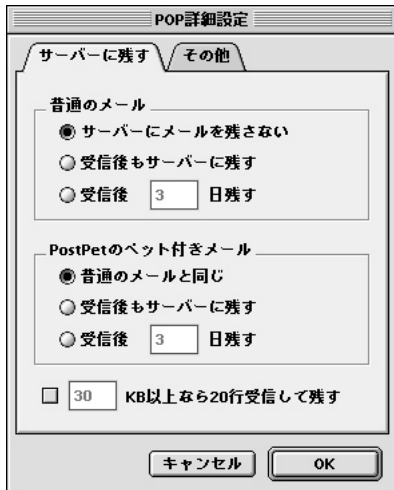 POP詳細設定
サーバーに残す その他
普通のメール
サーバーにメールを残さない
受信後もサーバーに残す
受信後 3 日残す
PostPetのペット付きメール
普通のメールと同じ
受信後もサーバーに残す
受信後 3 日残す
30 KB以上なら20行受信して残す
キャンセル OK